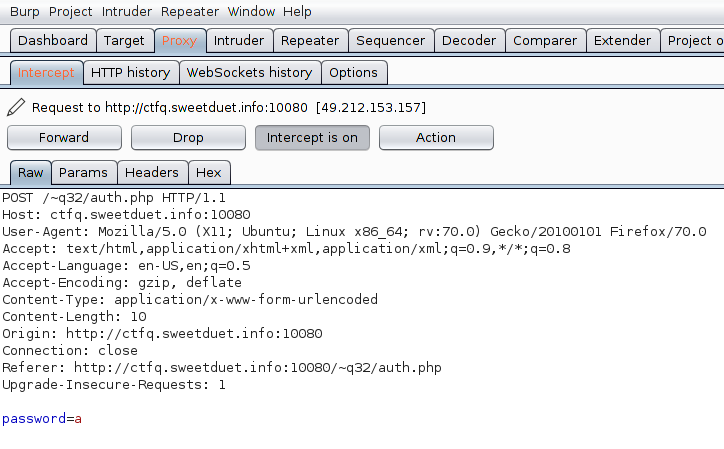 Burp Project Intruder Repeater Window Help
Dashboard Target Proxy Intruder Repeater Sequencer Decoder Comparer Extender Project o
Intercept HTTP history WebSockets history Options
Request to http://ctfq.sweetduet.info:10080 [49.212.153.157]
Forward Drop Intercept is on Action
Raw Params Headers Hex
POST /~q32/auth.php HTTP/1.1
Host: ctfq.sweetduet.info:10080
User-Agent: Mozilla/5.0 (X11; Ubuntu; Linux x86_64; rv:70.0) Gecko/20100101 Firefox/70.0
Accept: text/html,application/xhtml+xml,application/xml;q=0.9,*/*;q=0.8
Accept-Language: en-US,en;q=0.5
Accept-Encoding: gzip, deflate
Content-Type: application/x-www-form-urlencoded
Content-Length: 10
Origin: http://ctfq.sweetduet.info:10080
Connection: close
Referer: http://ctfq.sweetduet.info:10080/~q32/auth.php
Upgrade-Insecure-Requests: 1
password=a